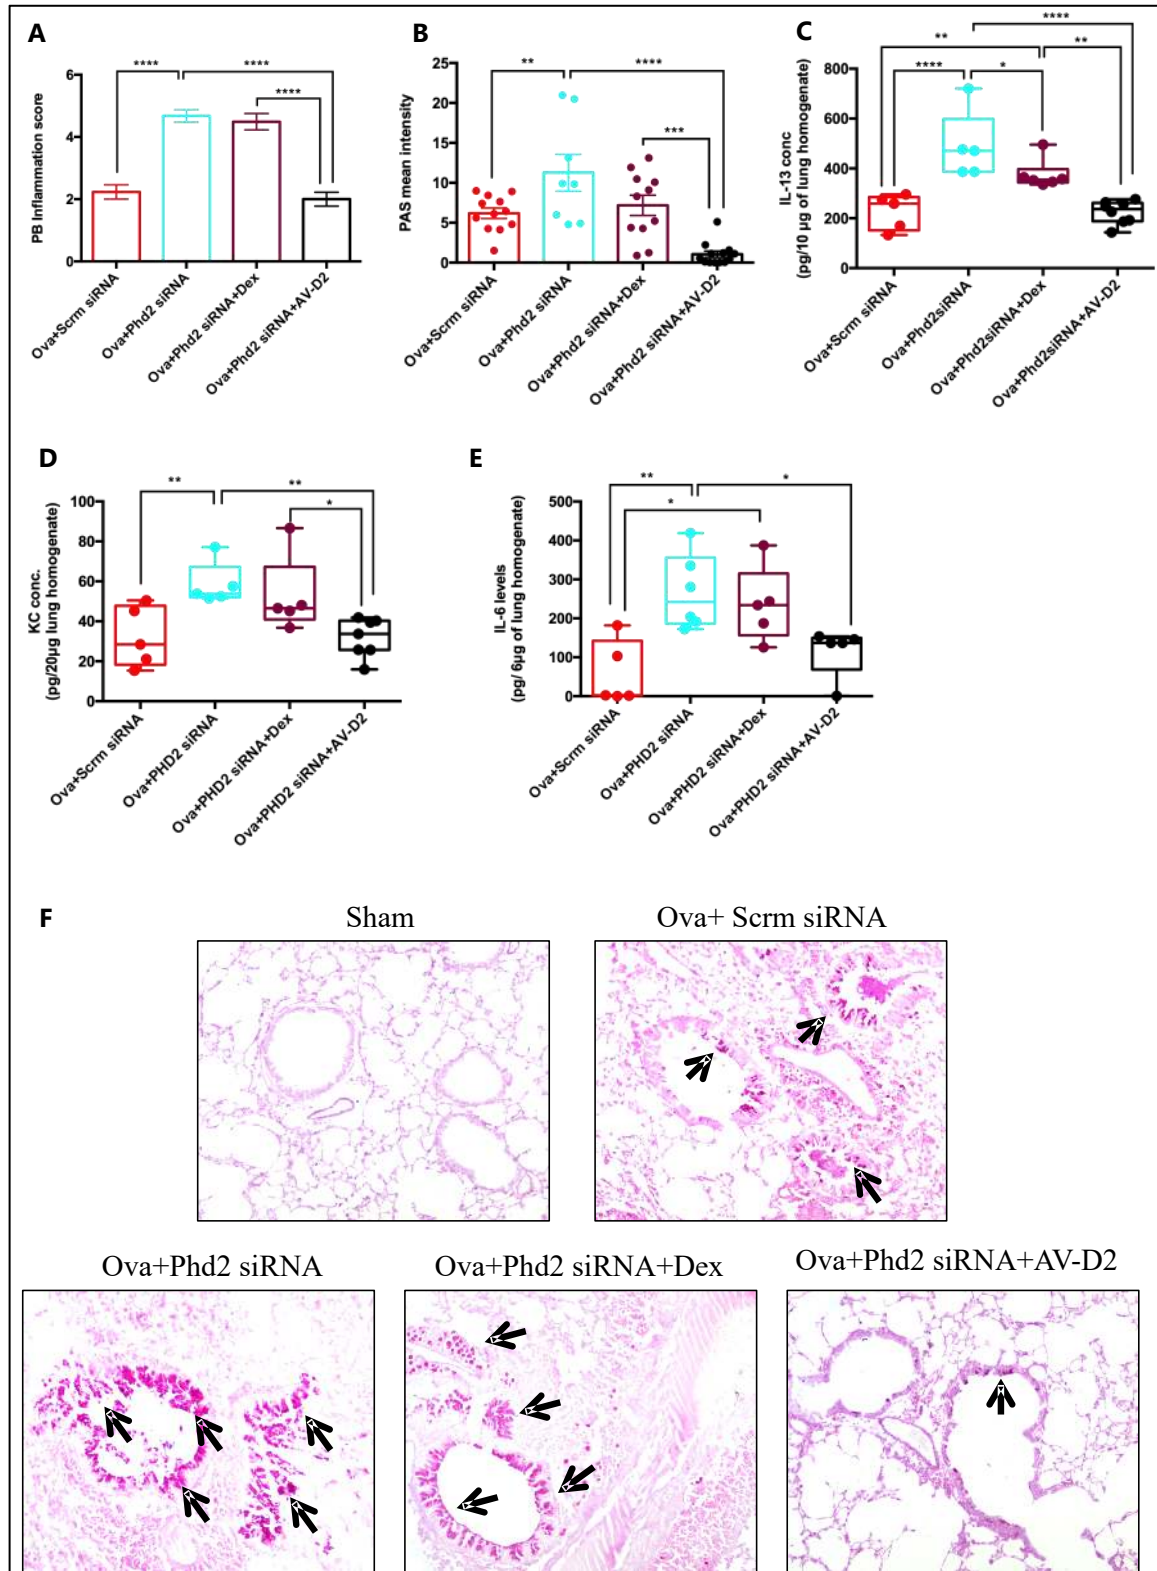 A
PB Inflammation score
6
4
2
0
****
****
****
Ova+Scrm siRNA
Ova+Phd2 siRNA
Ova+Phd2 siRNA+Dex
Ova+Phd2 siRNA+AV-D2
B
PAS mean intensity
25
20
15
10
5
0
**
****
***
Ova+Scrm siRNA
Ova+Phd2 siRNA
Ova+Phd2 siRNA+Dex
Ova+Phd2 siRNA+AV-D2
C
IL-13 conc
(pg/10 µg of lung homogenate)
800
600
400
200
0
****
**
**
****
*
Ova+Scrm siRNA
Ova+Phd2siRNA
Ova+Phd2siRNA+Dex
Ova+Phd2siRNA+AV-D2
D
KC conc.
(pg/20µg lung homogenate)
100
80
60
40
20
0
**
**
*
Ova+Scrm siRNA
Ova+PHD2 siRNA
Ova+PHD2 siRNA+Dex
Ova+PHD2 siRNA+AV-D2
E
IL-6 levels
(pg/ 6µg of lung homogenate)
500
400
300
200
100
0
**
*
*
Ova+Scrm siRNA
Ova+PHD2 siRNA
Ova+PHD2 siRNA+Dex
Ova+PHD2 siRNA+AV-D2
F
Sham
Ova+ Scrm siRNA
Ova+Phd2 siRNA
Ova+Phd2 siRNA+Dex
Ova+Phd2 siRNA+AV-D2